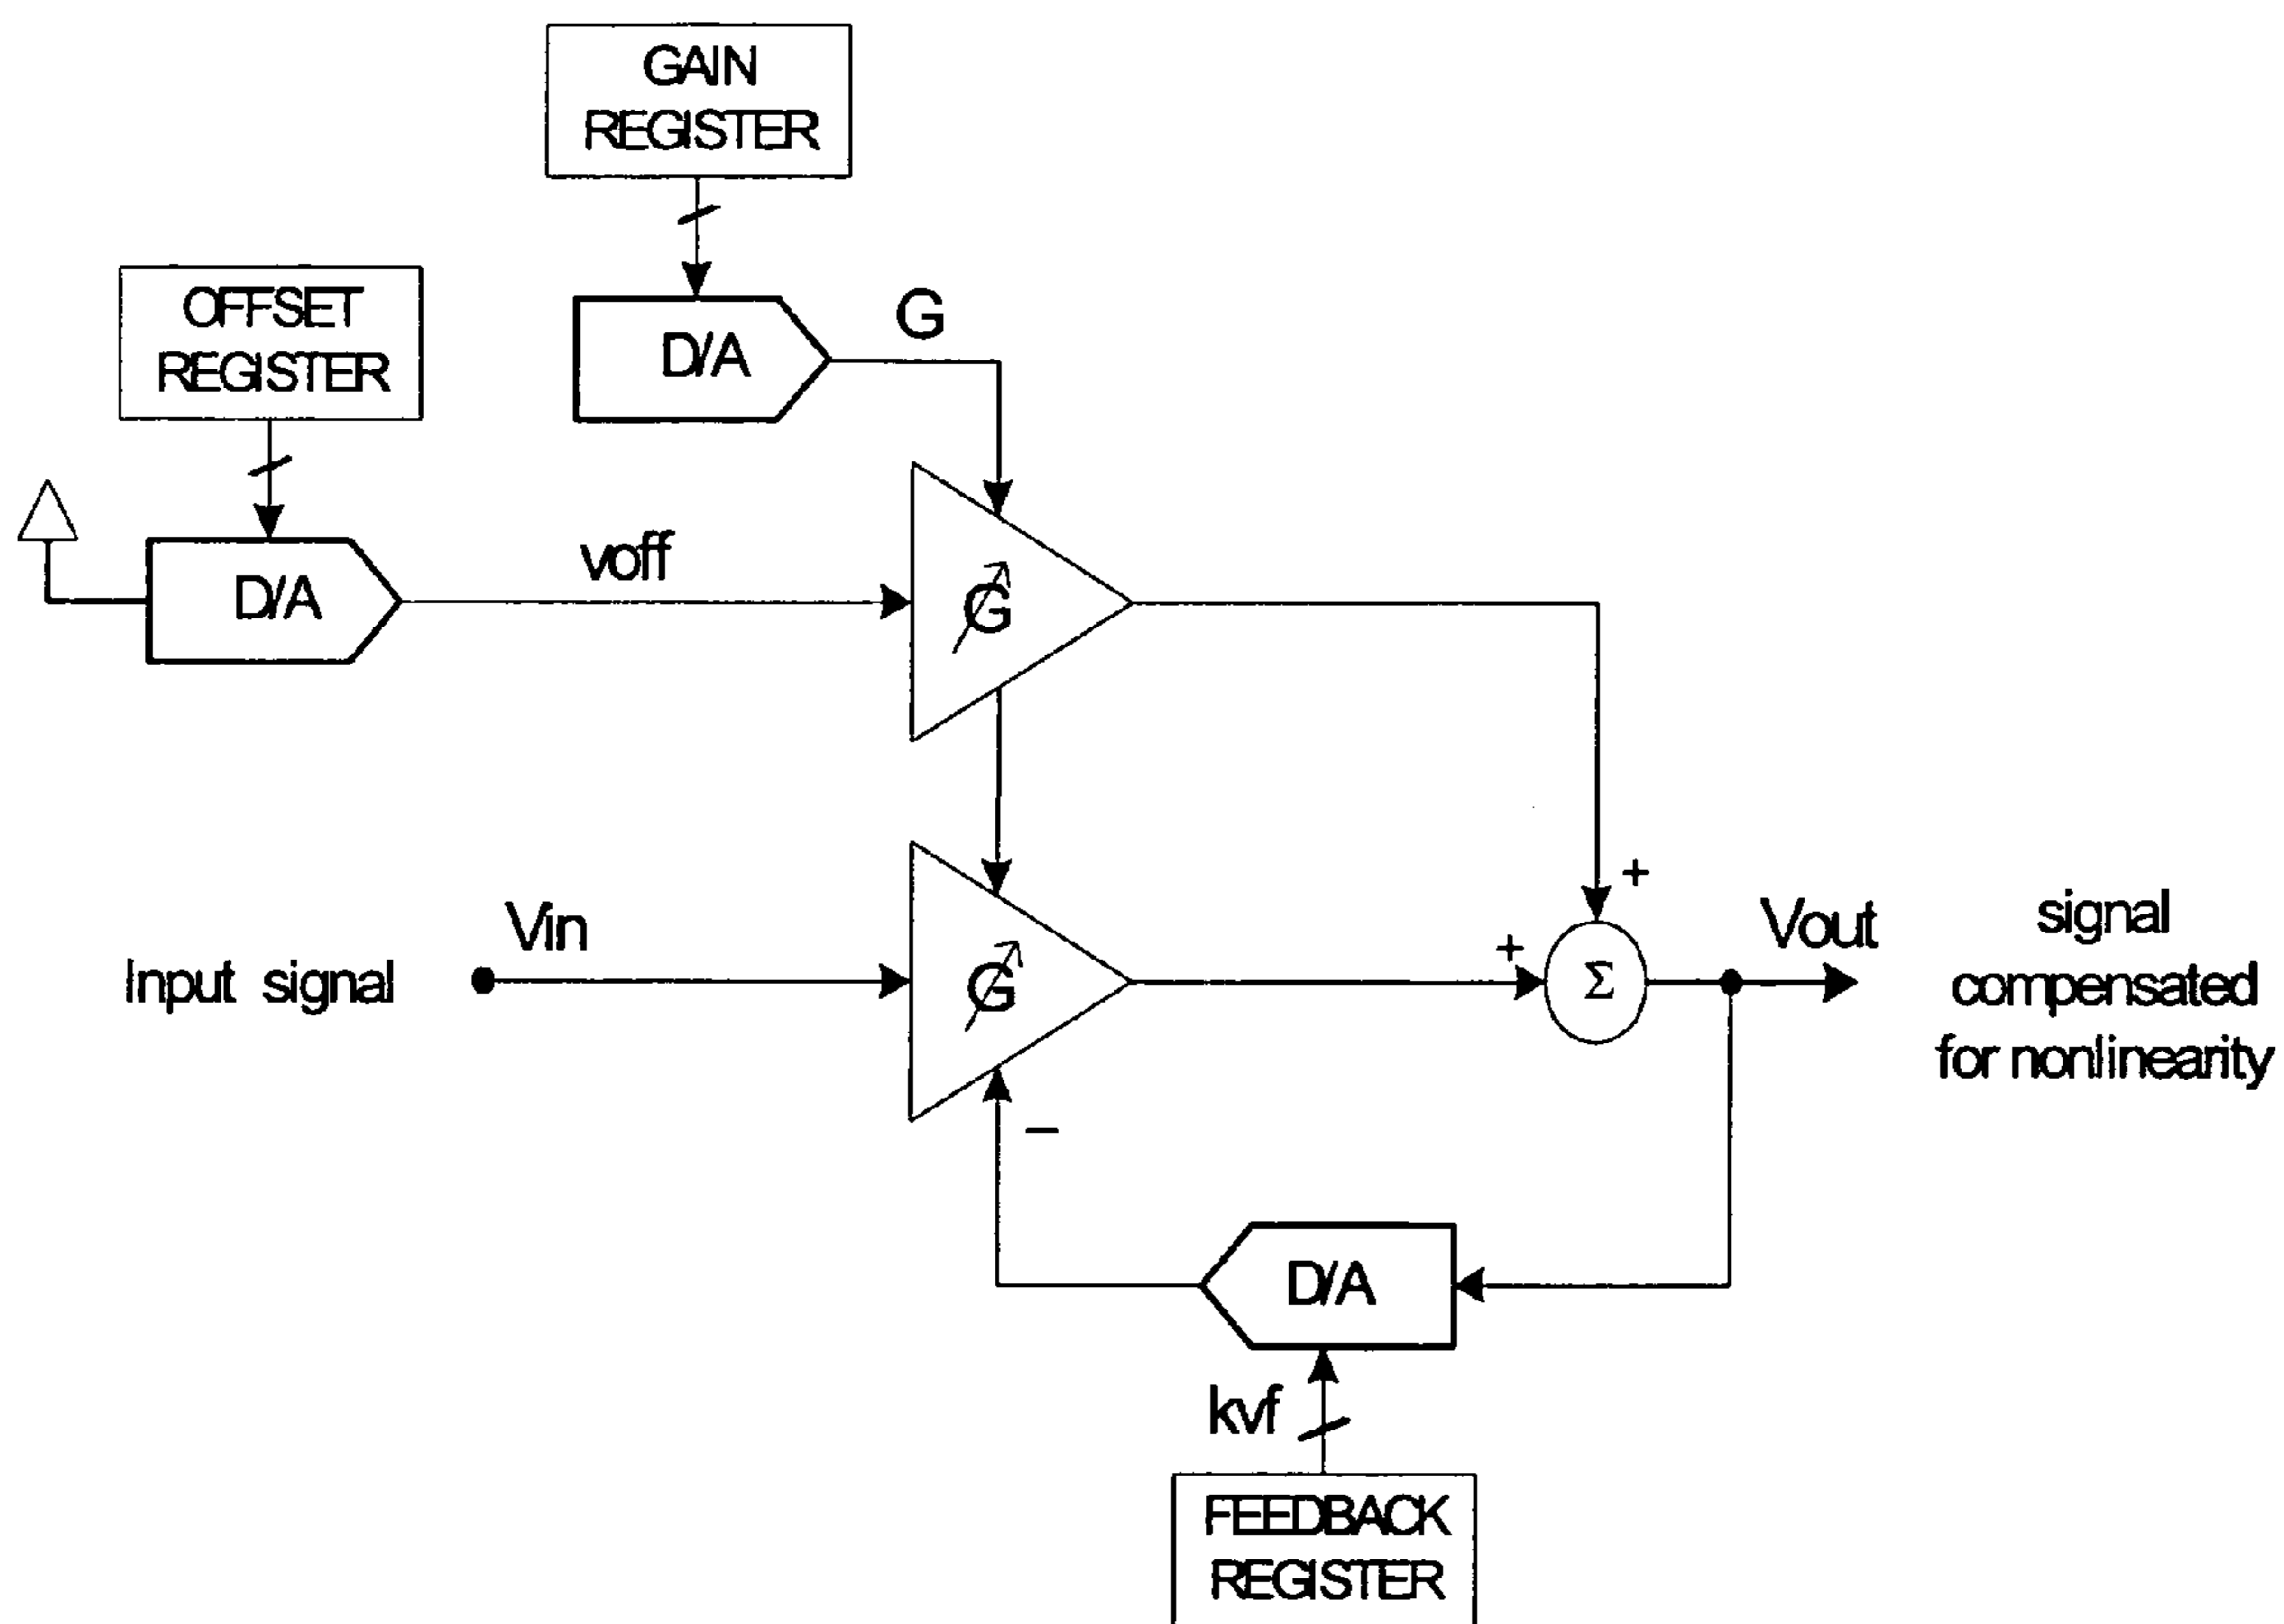 GAIN
REGISTER
OFFSET
REGISTER
D/A
G
D/A
voff
G
Input signal
Vin
G
+
+
Σ
Vout
signal
compensated
for nonlinearity
−
D/A
kvf
FEEDBACK
REGISTER